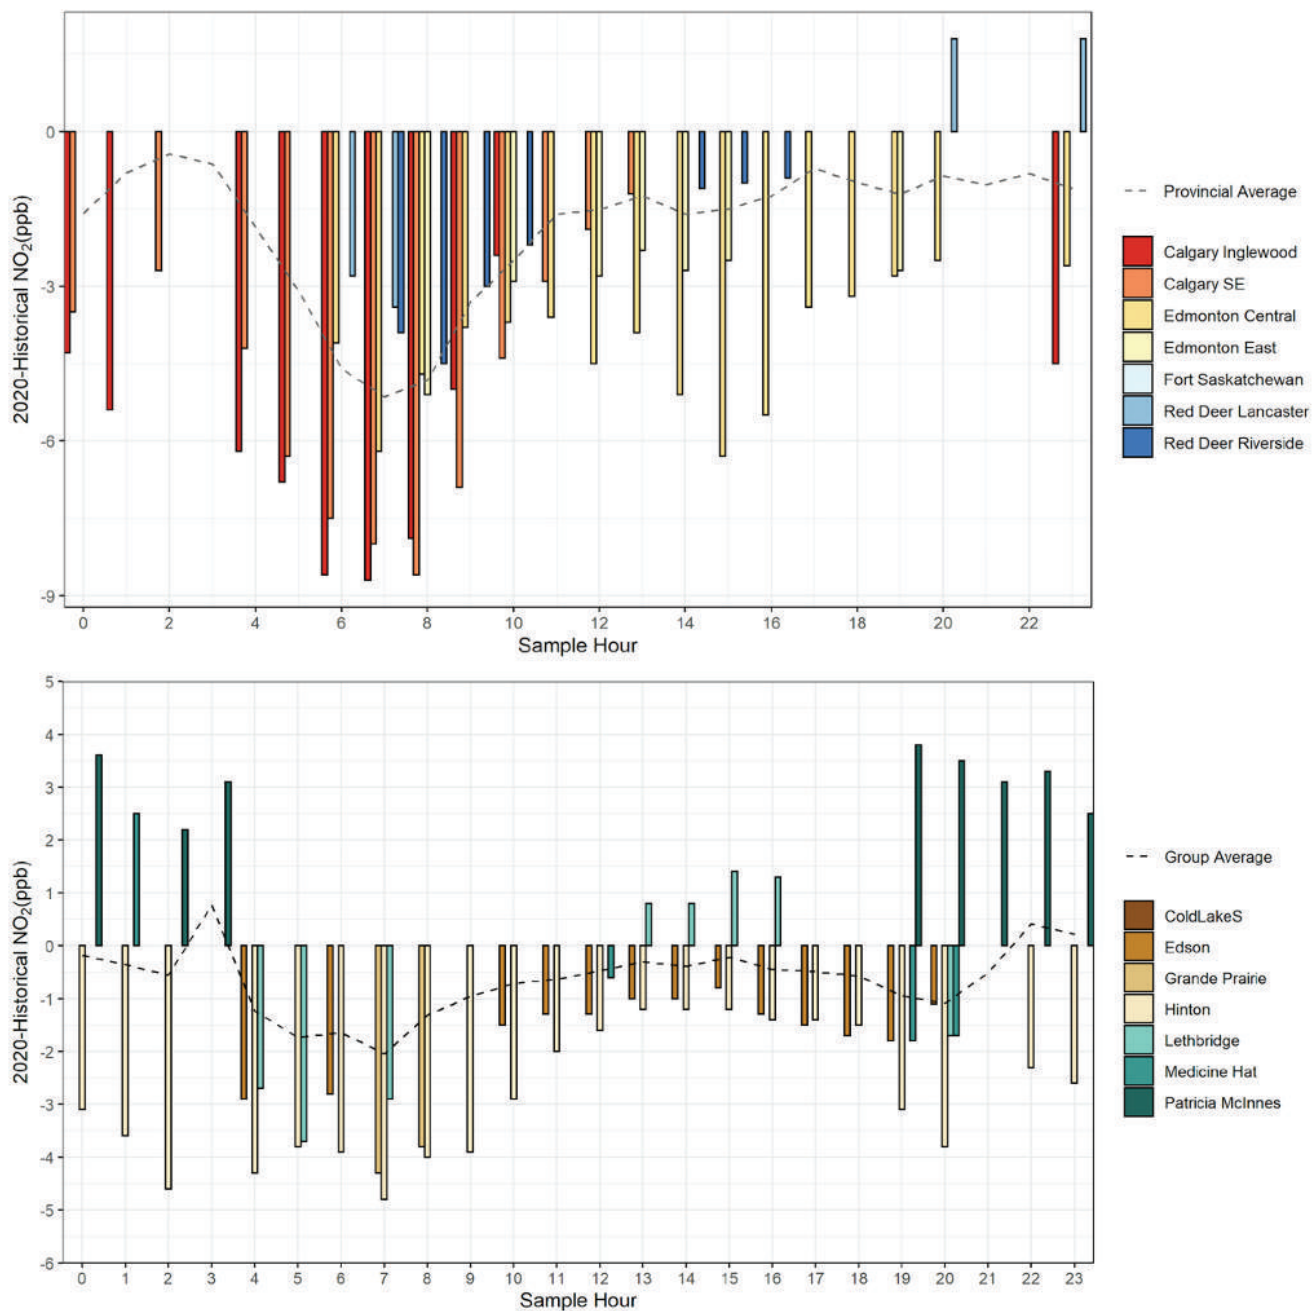 2020-Historical NO₂(ppb)
0
-3
-6
-9
0 2 4 6 8 10 12 14 16 18 20 22
Sample Hour
Provincial Average
Calgary Inglewood
Calgary SE
Edmonton Central
Edmonton East
Fort Saskatchewan
Red Deer Lancaster
Red Deer Riverside
2020-Historical NO₂(ppb)
5
4
3
2
1
0
-1
-2
-3
-4
-5
-6
0 1 2 3 4 5 6 7 8 9 10 11 12 13 14 15 16 17 18 19 20 21 22 23
Sample Hour
Group Average
ColdLakeS
Edson
Grande Prairie
Hinton
Lethbridge
Medicine Hat
Patricia McInnes